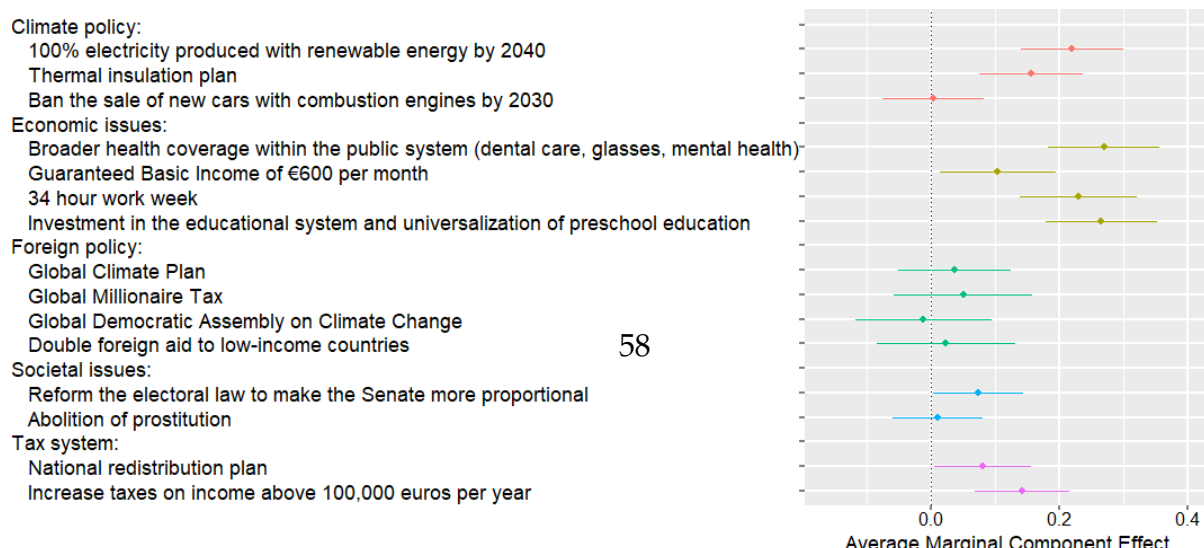 Climate policy:
100% electricity produced with renewable energy by 2040
Thermal insulation plan
Ban the sale of new cars with combustion engines by 2030
Economic issues:
Broader health coverage within the public system (dental care, glasses, mental health)
Guaranteed Basic Income of €600 per month
34 hour work week
Investment in the educational system and universalization of preschool education
Foreign policy:
Global Climate Plan
Global Millionaire Tax
Global Democratic Assembly on Climate Change
Double foreign aid to low-income countries
58
Societal issues:
Reform the electoral law to make the Senate more proportional
Abolition of prostitution
Tax system:
National redistribution plan
Increase taxes on income above 100,000 euros per year
0.0 0.2 0.4
Average Marginal Component Effect